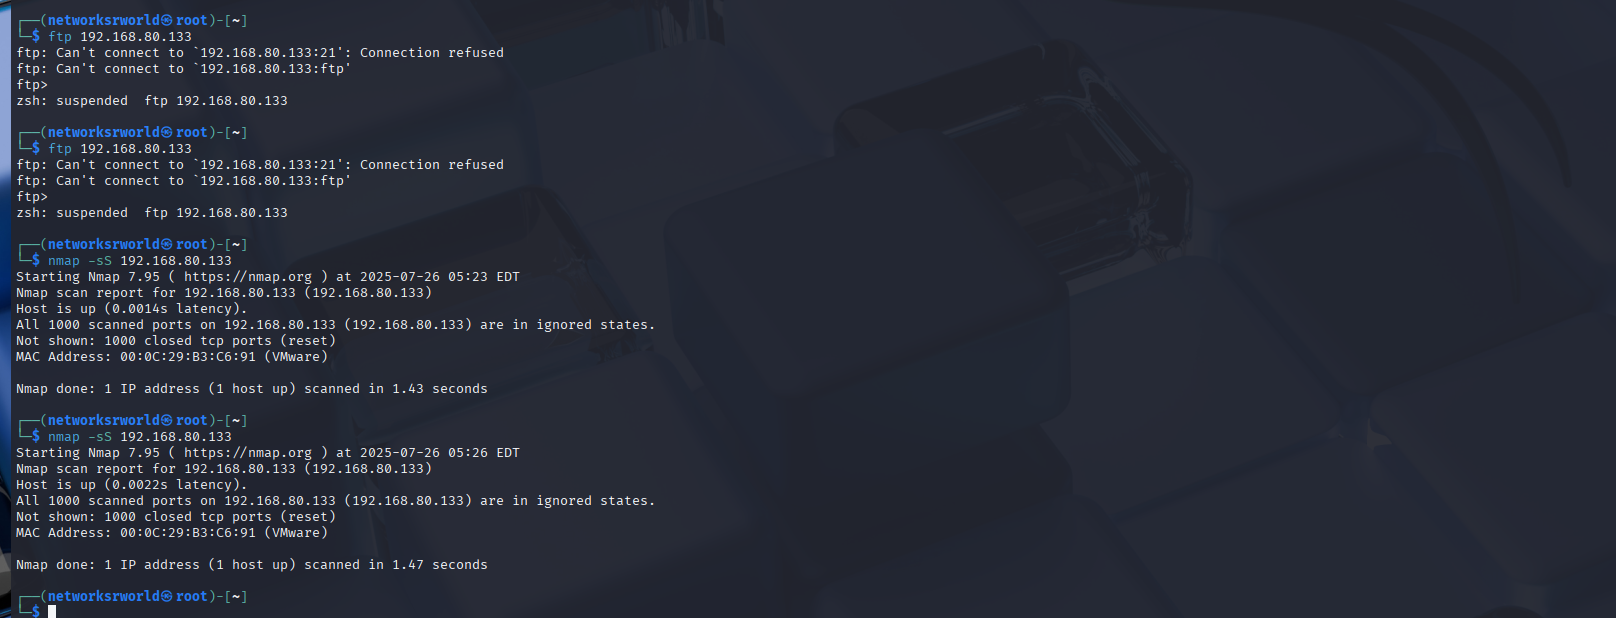 ┌──(networksrworld㉿root)-[~]
└─$ ftp 192.168.80.133
ftp: Can't connect to `192.168.80.133:21': Connection refused
ftp: Can't connect to `192.168.80.133:ftp'
ftp>
zsh: suspended  ftp 192.168.80.133
┌──(networksrworld㉿root)-[~]
└─$ ftp 192.168.80.133
ftp: Can't connect to `192.168.80.133:21': Connection refused
ftp: Can't connect to `192.168.80.133:ftp'
ftp>
zsh: suspended  ftp 192.168.80.133
┌──(networksrworld㉿root)-[~]
└─$ nmap -sS 192.168.80.133
Starting Nmap 7.95 ( https://nmap.org ) at 2025-07-26 05:23 EDT
Nmap scan report for 192.168.80.133 (192.168.80.133)
Host is up (0.0014s latency).
All 1000 scanned ports on 192.168.80.133 (192.168.80.133) are in ignored states.
Not shown: 1000 closed tcp ports (reset)
MAC Address: 00:0C:29:B3:C6:91 (VMware)
Nmap done: 1 IP address (1 host up) scanned in 1.43 seconds
┌──(networksrworld㉿root)-[~]
└─$ nmap -sS 192.168.80.133
Starting Nmap 7.95 ( https://nmap.org ) at 2025-07-26 05:26 EDT
Nmap scan report for 192.168.80.133 (192.168.80.133)
Host is up (0.0022s latency).
All 1000 scanned ports on 192.168.80.133 (192.168.80.133) are in ignored states.
Not shown: 1000 closed tcp ports (reset)
MAC Address: 00:0C:29:B3:C6:91 (VMware)
Nmap done: 1 IP address (1 host up) scanned in 1.47 seconds
┌──(networksrworld㉿root)-[~]
└─$